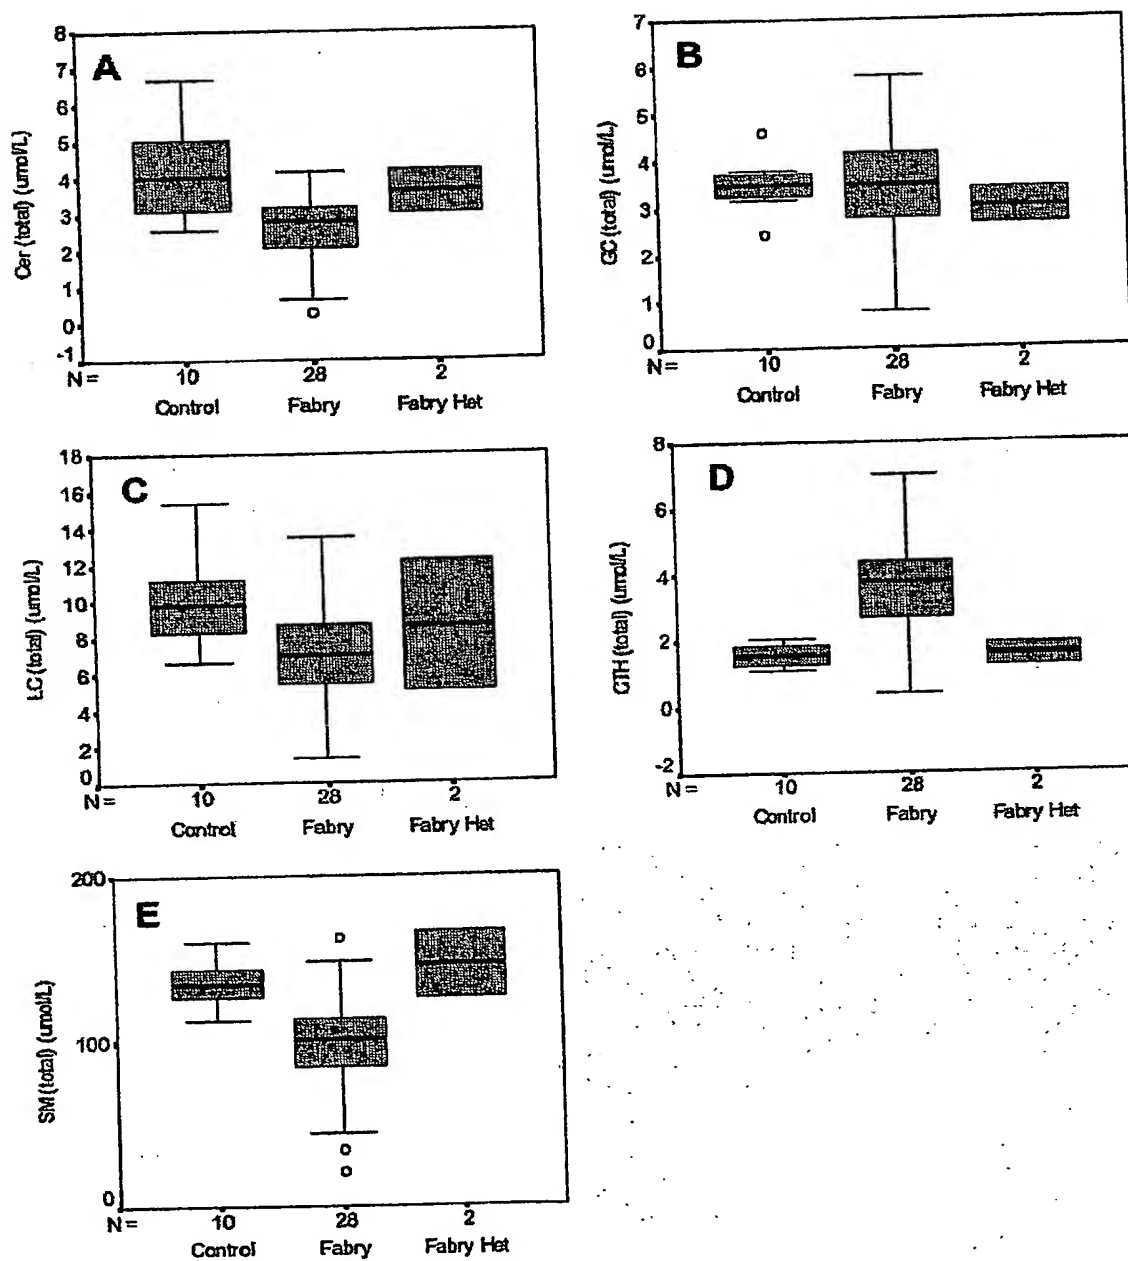 A
Cer (total) (umol/L)
8
7
6
5
4
3
2
1
0
-1
N =
10
28
2
Control
Fabry
Fabry Het
B
GC (total) (umol/L)
7
6
5
4
3
2
1
0
N =
10
28
2
Control
Fabry
Fabry Het
C
LC (total) (umol/L)
18
16
14
12
10
8
6
4
2
0
N =
10
28
2
Control
Fabry
Fabry Het
D
CTH (total) (umol/L)
8
6
4
2
0
-2
N =
10
28
2
Control
Fabry
Fabry Het
E
SM (total) (umol/L)
200
100
0
N =
10
28
2
Control
Fabry
Fabry Het